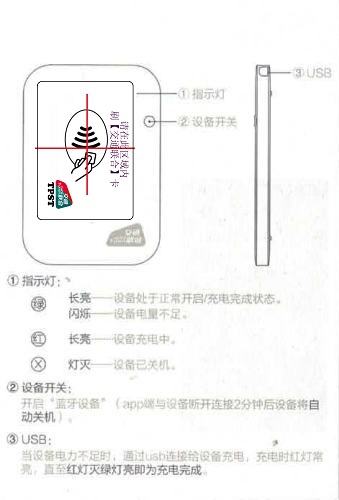 ③ USB
① 指示灯
② 设备开关
请在此区域内
刷【交通联合】卡
TPST
① 指示灯：
绿 长亮——设备处于正常开启/充电完成状态。
闪烁——设备电量不足。
红 长亮——设备充电中。
灯灭——设备已关机。
② 设备开关：
开启“蓝牙设备”（app端与设备断开连接2分钟后设备将自
动关机）。
③ USB：
当设备电力不足时，通过usb连接给设备充电，充电时红灯常
亮，直至红灯灭绿灯亮即为充电完成。